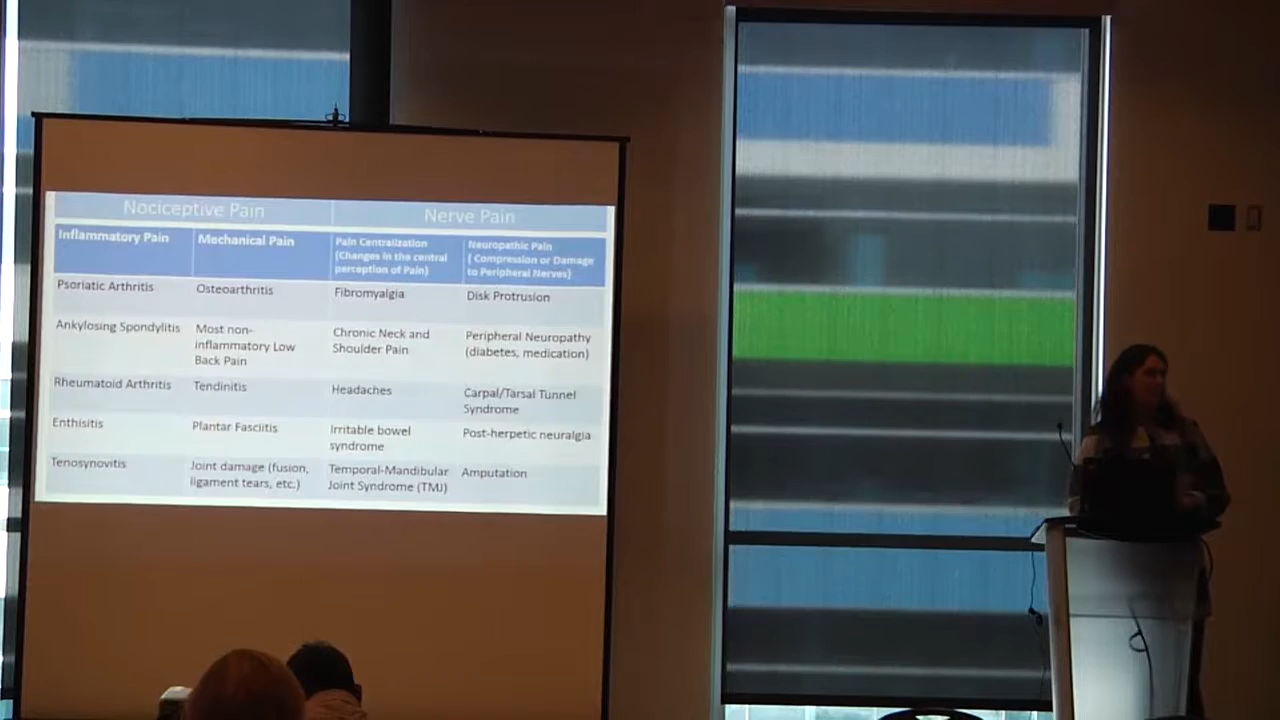 Nociceptive Pain
Nerve Pain
Inflammatory Pain
Mechanical Pain
Pain Centralization
(Changes in the central
perception of Pain)
Neuropathic Pain
( Compression or Damage
to Peripheral Nerves)
Psoriatic Arthritis
Osteoarthritis
Fibromyalgia
Disk Protrusion
Ankylosing Spondylitis
Most non-
inflammatory Low
Back Pain
Chronic Neck and
Shoulder Pain
Peripheral Neuropathy
(diabetes, medication)
Rheumatoid Arthritis
Tendinitis
Headaches
Carpal/Tarsal Tunnel
Syndrome
Enthisitis
Plantar Fasciitis
Irritable bowel
syndrome
Post-herpetic neuralgia
Tenosynovitis
Joint damage (fusion,
ligament tears, etc.)
Temporal-Mandibular
Joint Syndrome (TMJ)
Amputation